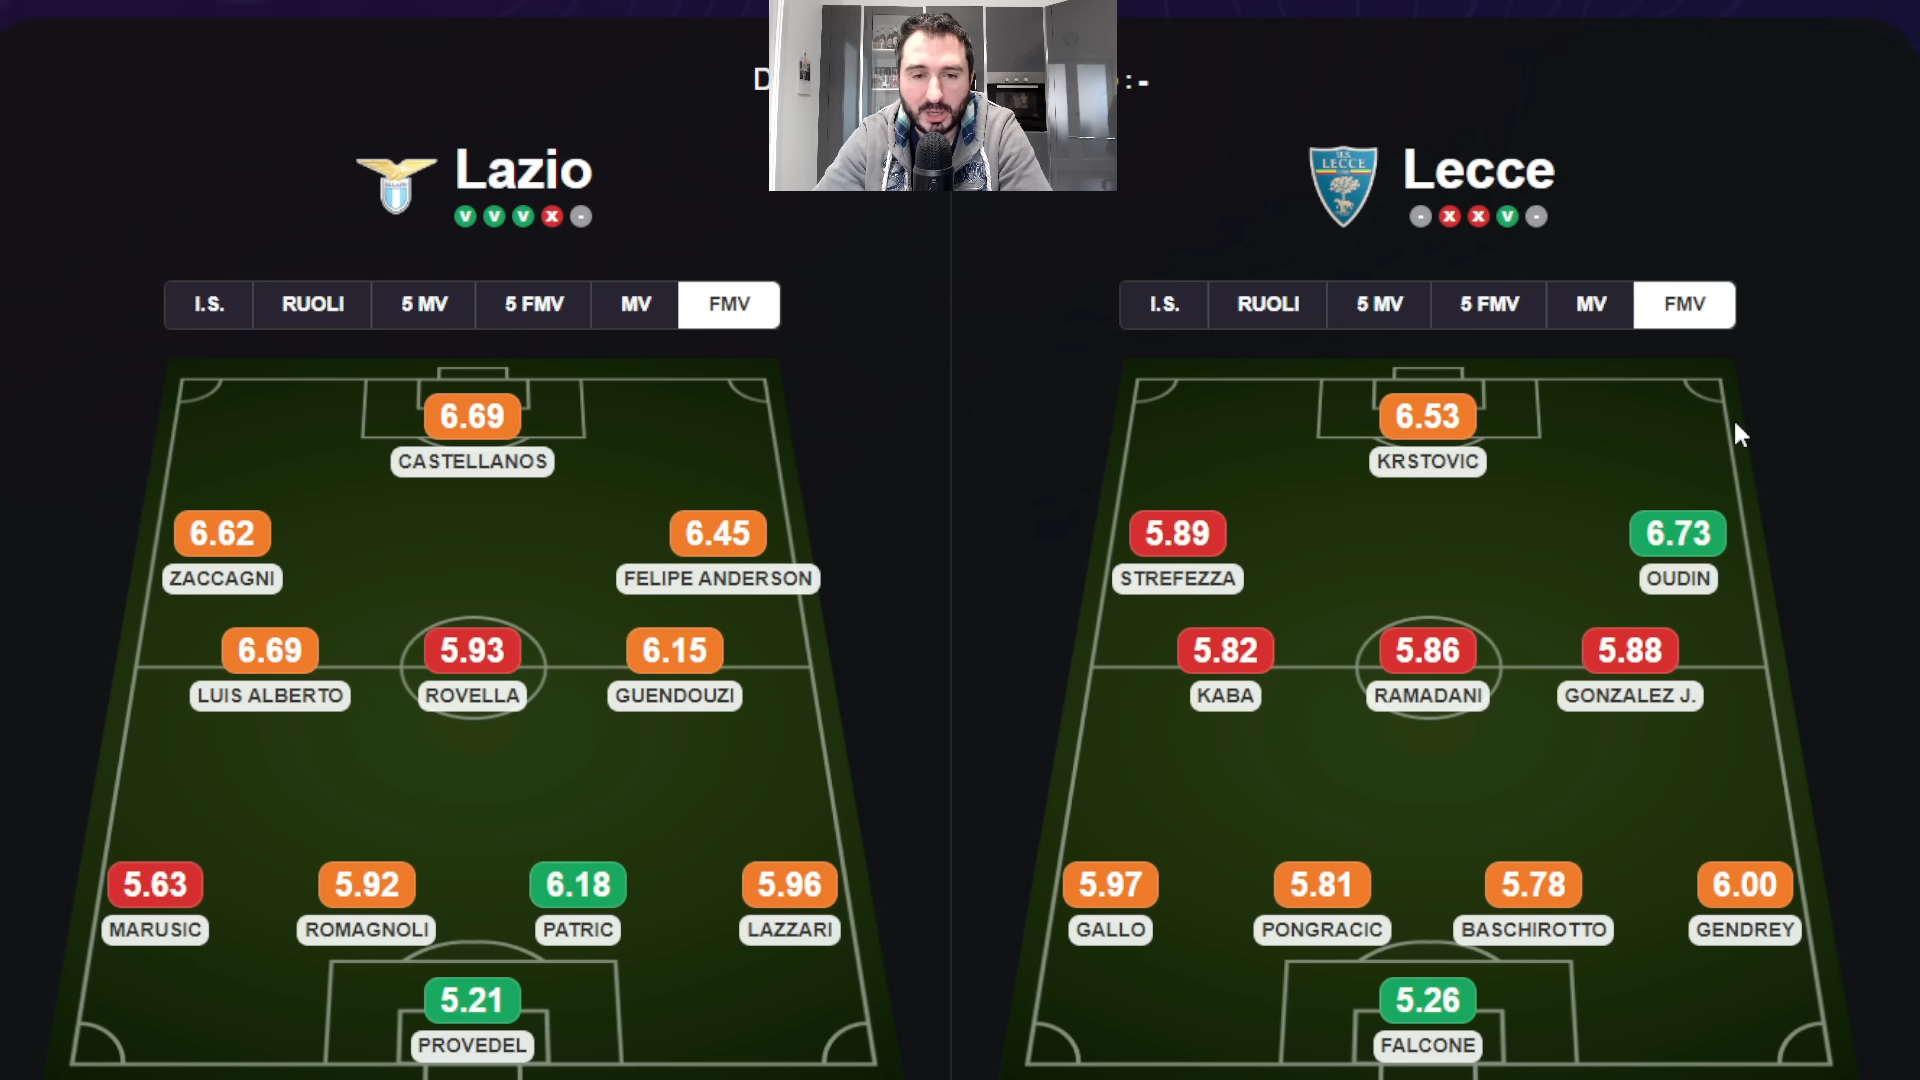 D :-
Lazio
V V V X -
I.S. RUOLI 5 MV 5 FMV MV FMV
6.69
CASTELLANOS
6.62 6.45
ZACCAGNI FELIPE ANDERSON
6.69 5.93 6.15
LUIS ALBERTO ROVELLA GUENDOUZI
5.63 5.92 6.18 5.96
MARUSIC ROMAGNOLI PATRIC LAZZARI
5.21
PROVEDEL
U.S.
LECCE
Lecce
- X X V -
I.S. RUOLI 5 MV 5 FMV MV FMV
6.53
KRSTOVIC
5.89 6.73
STREFEZZA OUDIN
5.82 5.86 5.88
KABA RAMADANI GONZALEZ J.
5.97 5.81 5.78 6.00
GALLO PONGRACIC BASCHIROTTO GENDREY
5.26
FALCONE